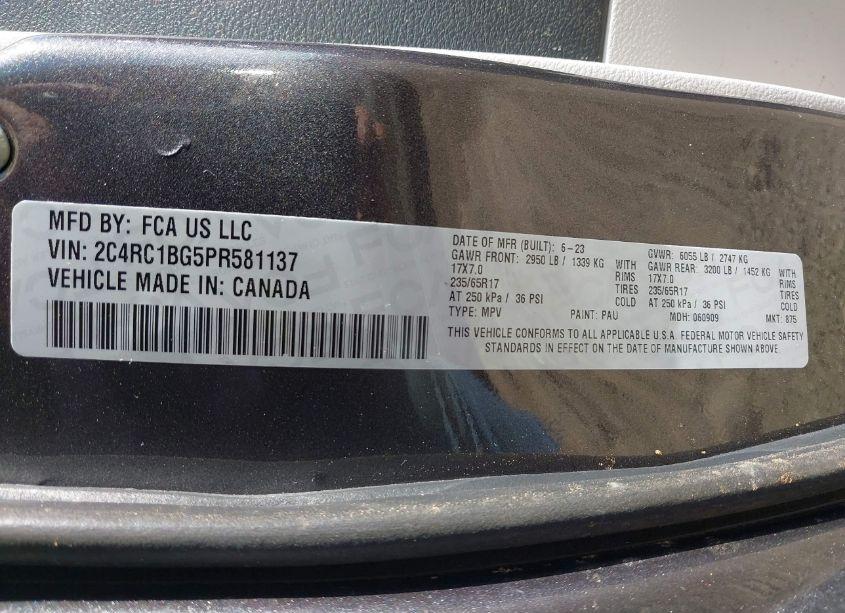 MFD BY: FCA US LLC
VIN: 2C4RC1BG5PR581137
VEHICLE MADE IN: CANADA
DATE OF MFR (BUILT): 6-23
GVWR: 6055 LB / 2747 KG
GAWR FRONT: 2950 LB / 1339 KG WITH
GAWR REAR: 3200 LB / 1452 KG WITH
17X7.0 RIMS
17X7.0 RIMS
235/65R17 TIRES
235/65R17 TIRES
AT 250 kPa / 36 PSI COLD
AT 250 kPa / 36 PSI COLD
TYPE: MPV PAINT: PAU MDH: 060909 MKT: 875
THIS VEHICLE CONFORMS TO ALL APPLICABLE U.S.A. FEDERAL MOTOR VEHICLE SAFETY
STANDARDS IN EFFECT ON THE DATE OF MANUFACTURE SHOWN ABOVE.